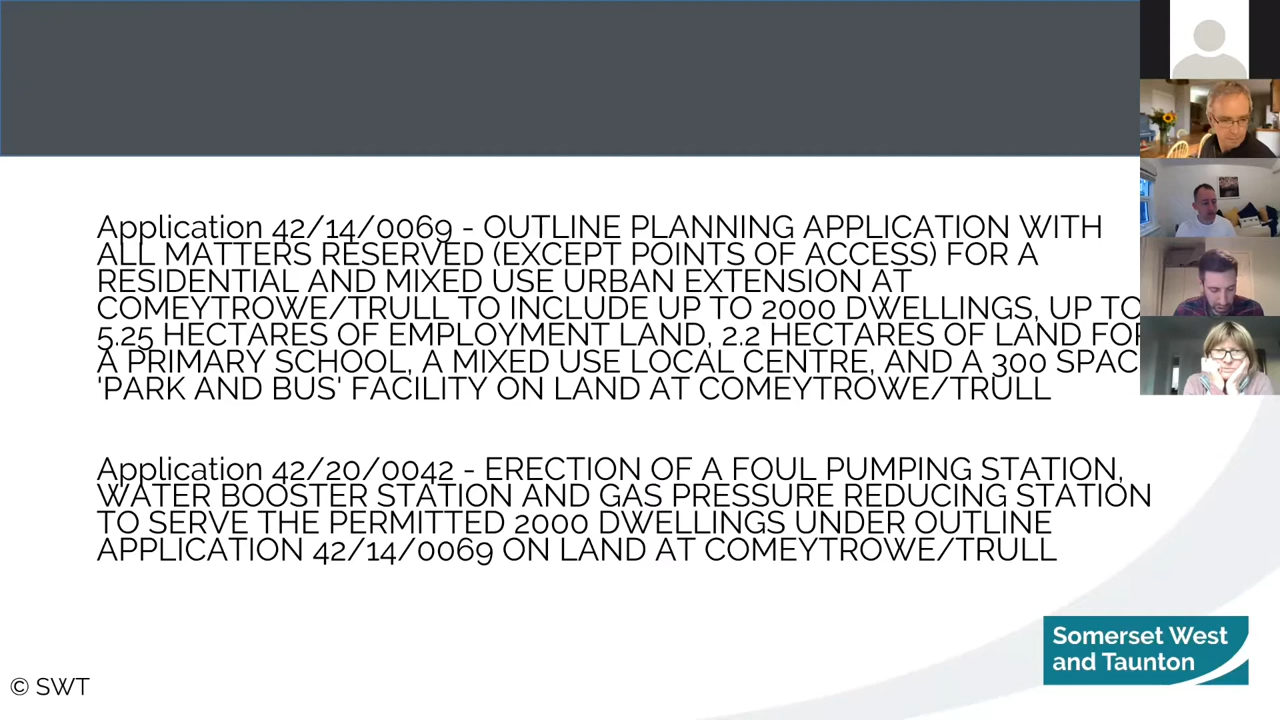 Application 42/14/0069 - OUTLINE PLANNING APPLICATION WITH
ALL MATTERS RESERVED (EXCEPT POINTS OF ACCESS) FOR A
RESIDENTIAL AND MIXED USE URBAN EXTENSION AT
COMEYTROWE/TRULL TO INCLUDE UP TO 2000 DWELLINGS, UP TO
5.25 HECTARES OF EMPLOYMENT LAND, 2.2 HECTARES OF LAND FOR
A PRIMARY SCHOOL, A MIXED USE LOCAL CENTRE, AND A 300 SPAC
'PARK AND BUS' FACILITY ON LAND AT COMEYTROWE/TRULL
Application 42/20/0042 - ERECTION OF A FOUL PUMPING STATION,
WATER BOOSTER STATION AND GAS PRESSURE REDUCING STATION
TO SERVE THE PERMITTED 2000 DWELLINGS UNDER OUTLINE
APPLICATION 42/14/0069 ON LAND AT COMEYTROWE/TRULL
Somerset West
and Taunton
© SWT